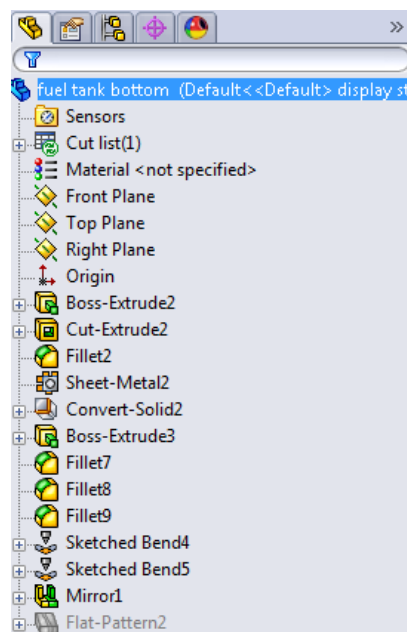 fuel tank bottom (Default<<Default> display st
Sensors
Cut list(1)
Material <not specified>
Front Plane
Top Plane
Right Plane
Origin
Boss-Extrude2
Cut-Extrude2
Fillet2
Sheet-Metal2
Convert-Solid2
Boss-Extrude3
Fillet7
Fillet8
Fillet9
Sketched Bend4
Sketched Bend5
Mirror1
Flat-Pattern2